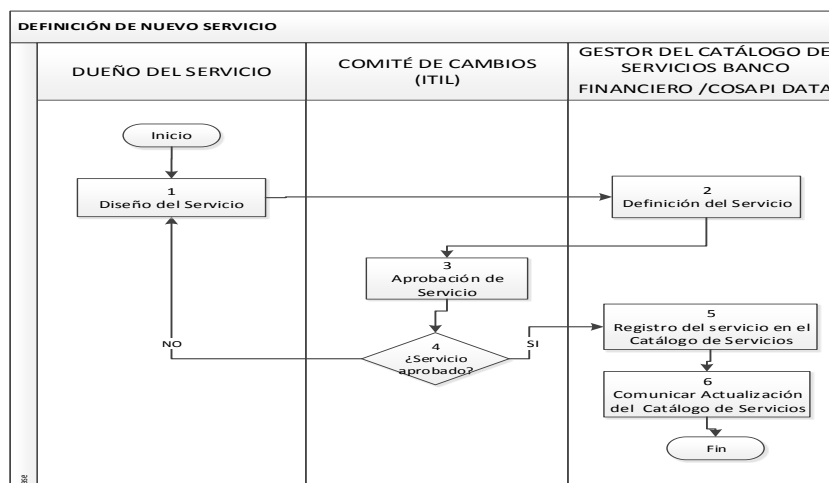 DEFINICIÓN DE NUEVO SERVICIO
DUEÑO DEL SERVICIO
COMITÉ DE CAMBIOS
(ITIL)
GESTOR DEL CATÁLOGO DE
SERVICIOS BANCO
FINANCIERO /COSAPI DATA
Inicio
1
Diseño del Servicio
2
Definición del Servicio
3
Aprobación de
Servicio
4
¿Servicio
aprobado?
NO
SI
5
Registro del servicio en el
Catálogo de Servicios
6
Comunicar Actualización
del Catálogo de Servicios
Fin